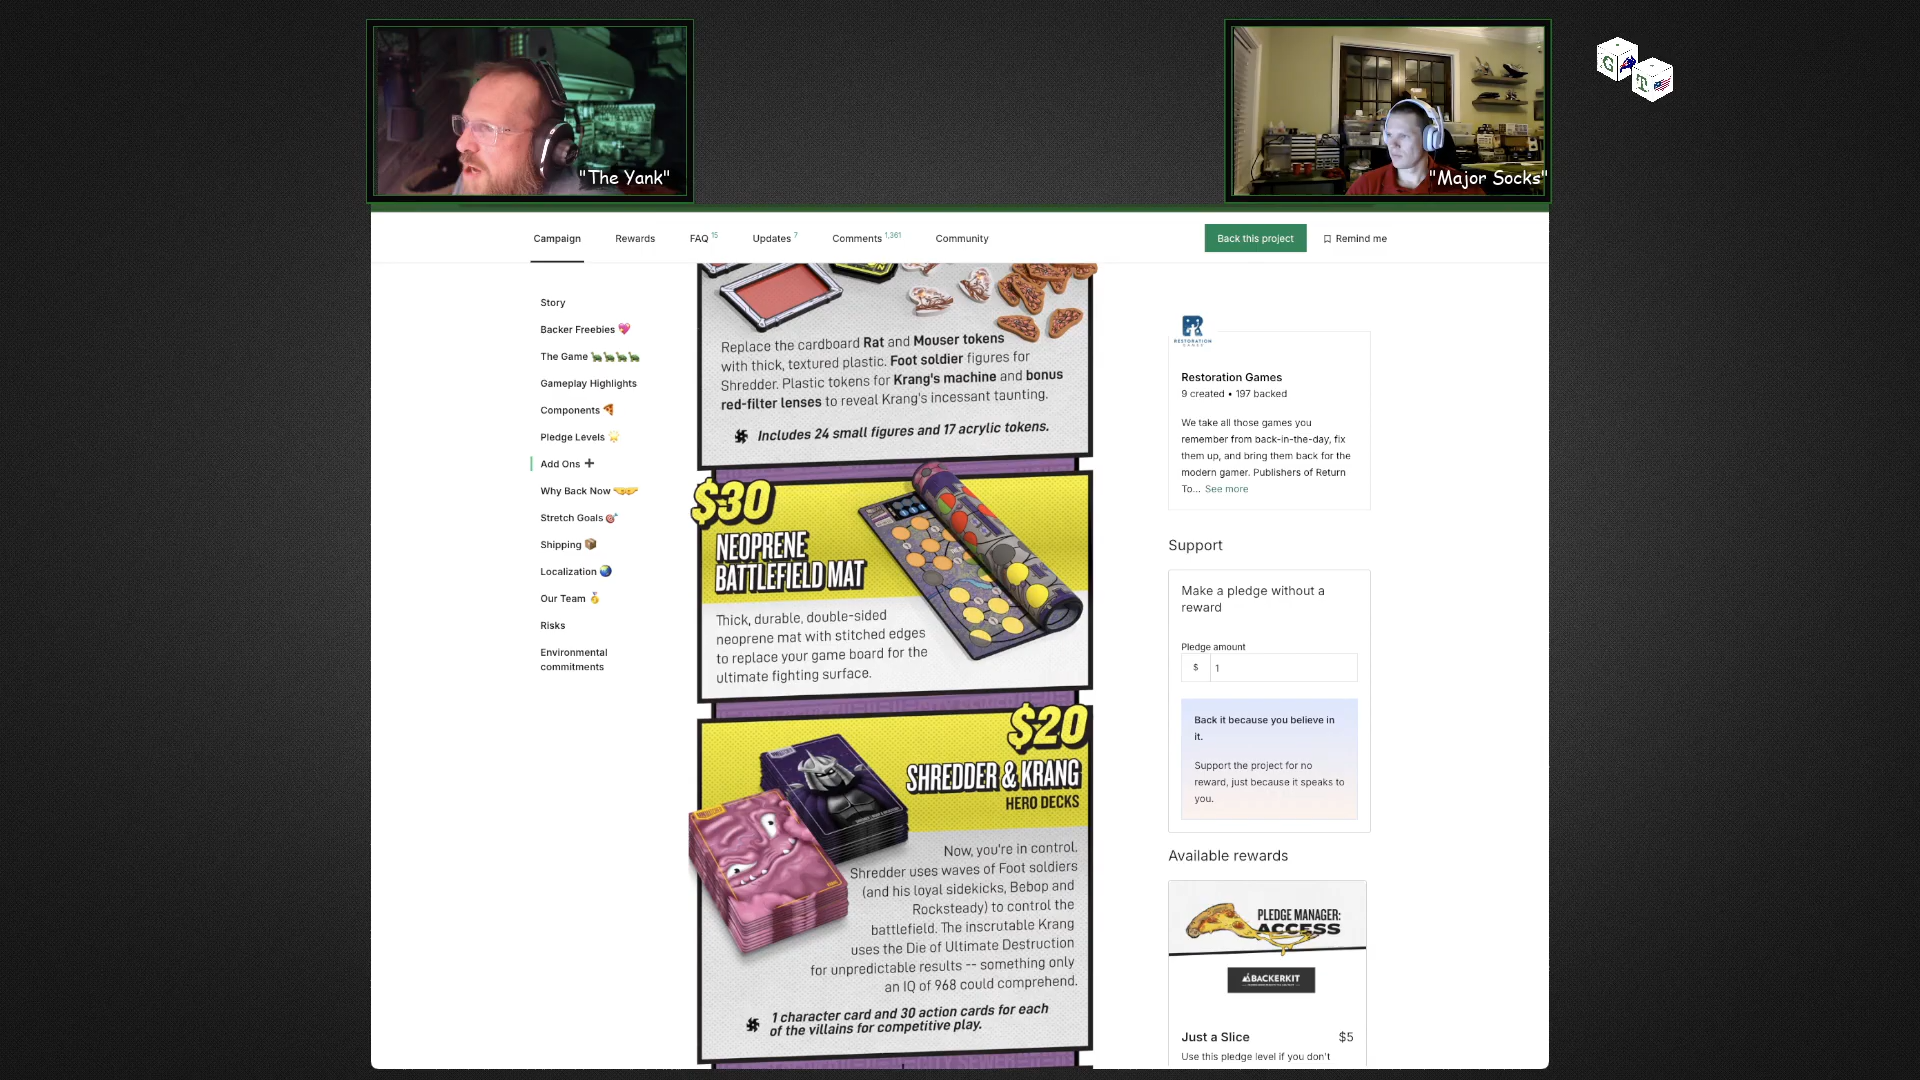 "The Yank"
"Major Socks"
G
T
Campaign
Rewards
FAQ 15
Updates 7
Comments 1,361
Community
Back this project
Remind me
Story
Backer Freebies
The Game
Gameplay Highlights
Components
Pledge Levels
Add Ons
Why Back Now
Stretch Goals
Shipping
Localization
Our Team
Risks
Environmental
commitments
Replace the cardboard Rat and Mouser tokens
with thick, textured plastic. Foot soldier figures for
Shredder. Plastic tokens for Krang's machine and bonus
red-filter lenses to reveal Krang's incessant taunting.
Includes 24 small figures and 17 acrylic tokens.
$30
NEOPRENE
BATTLEFIELD MAT
Thick, durable, double-sided
neoprene mat with stitched edges
to replace your game board for the
ultimate fighting surface.
$20
SHREDDER & KRANG
HERO DECKS
Now, you're in control.
Shredder uses waves of Foot soldiers
(and his loyal sidekicks, Bebop and
Rocksteady) to control the
battlefield. The inscrutable Krang
uses the Die of Ultimate Destruction
for unpredictable results -- something only
an IQ of 968 could comprehend.
1 character card and 30 action cards for each
of the villains for competitive play.
RESTORATION
GAMES
Restoration Games
9 created • 197 backed
We take all those games you
remember from back-in-the-day, fix
them up, and bring them back for the
modern gamer. Publishers of Return
To... See more
Support
Make a pledge without a
reward
Pledge amount
$ 1
Back it because you believe in
it.
Support the project for no
reward, just because it speaks to
you.
Available rewards
PLEDGE MANAGER:
ACCESS
BACKERKIT
Just a Slice $5
Use this pledge level if you don't